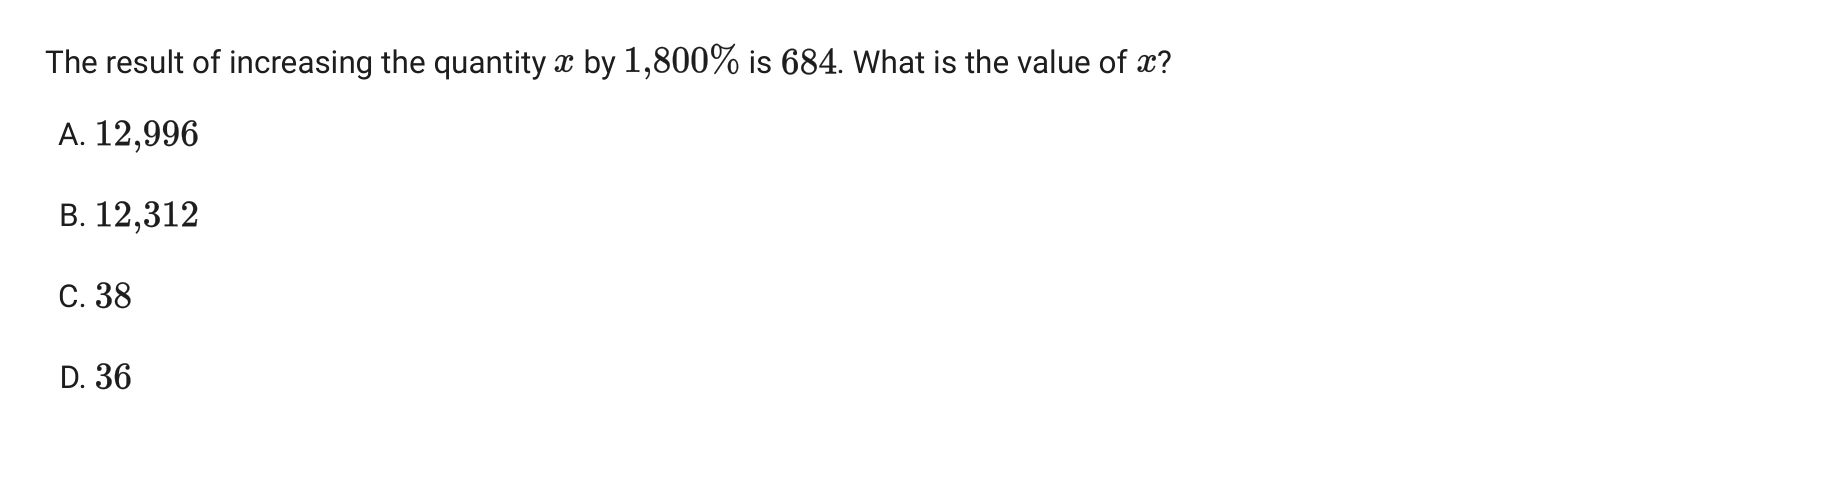 The result of increasing the quantity x by 1,800% is 684. What is the value of x?
A. 12,996
B. 12,312
C. 38
D. 36